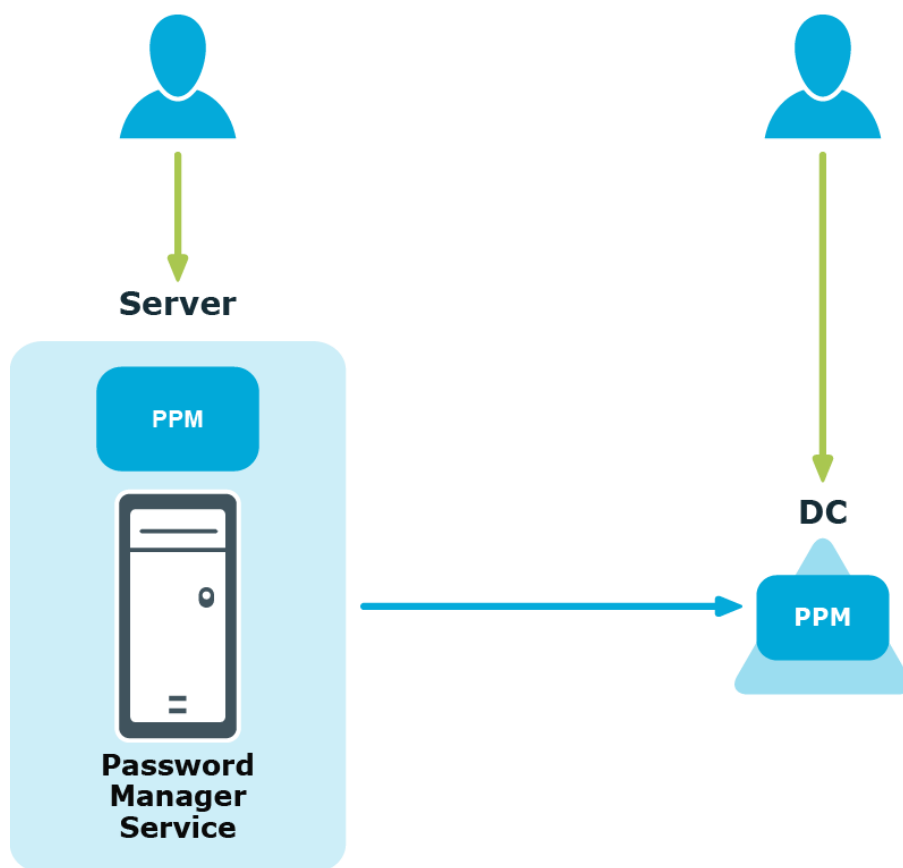 Server
PPM
DC
PPM
Password
Manager
Service